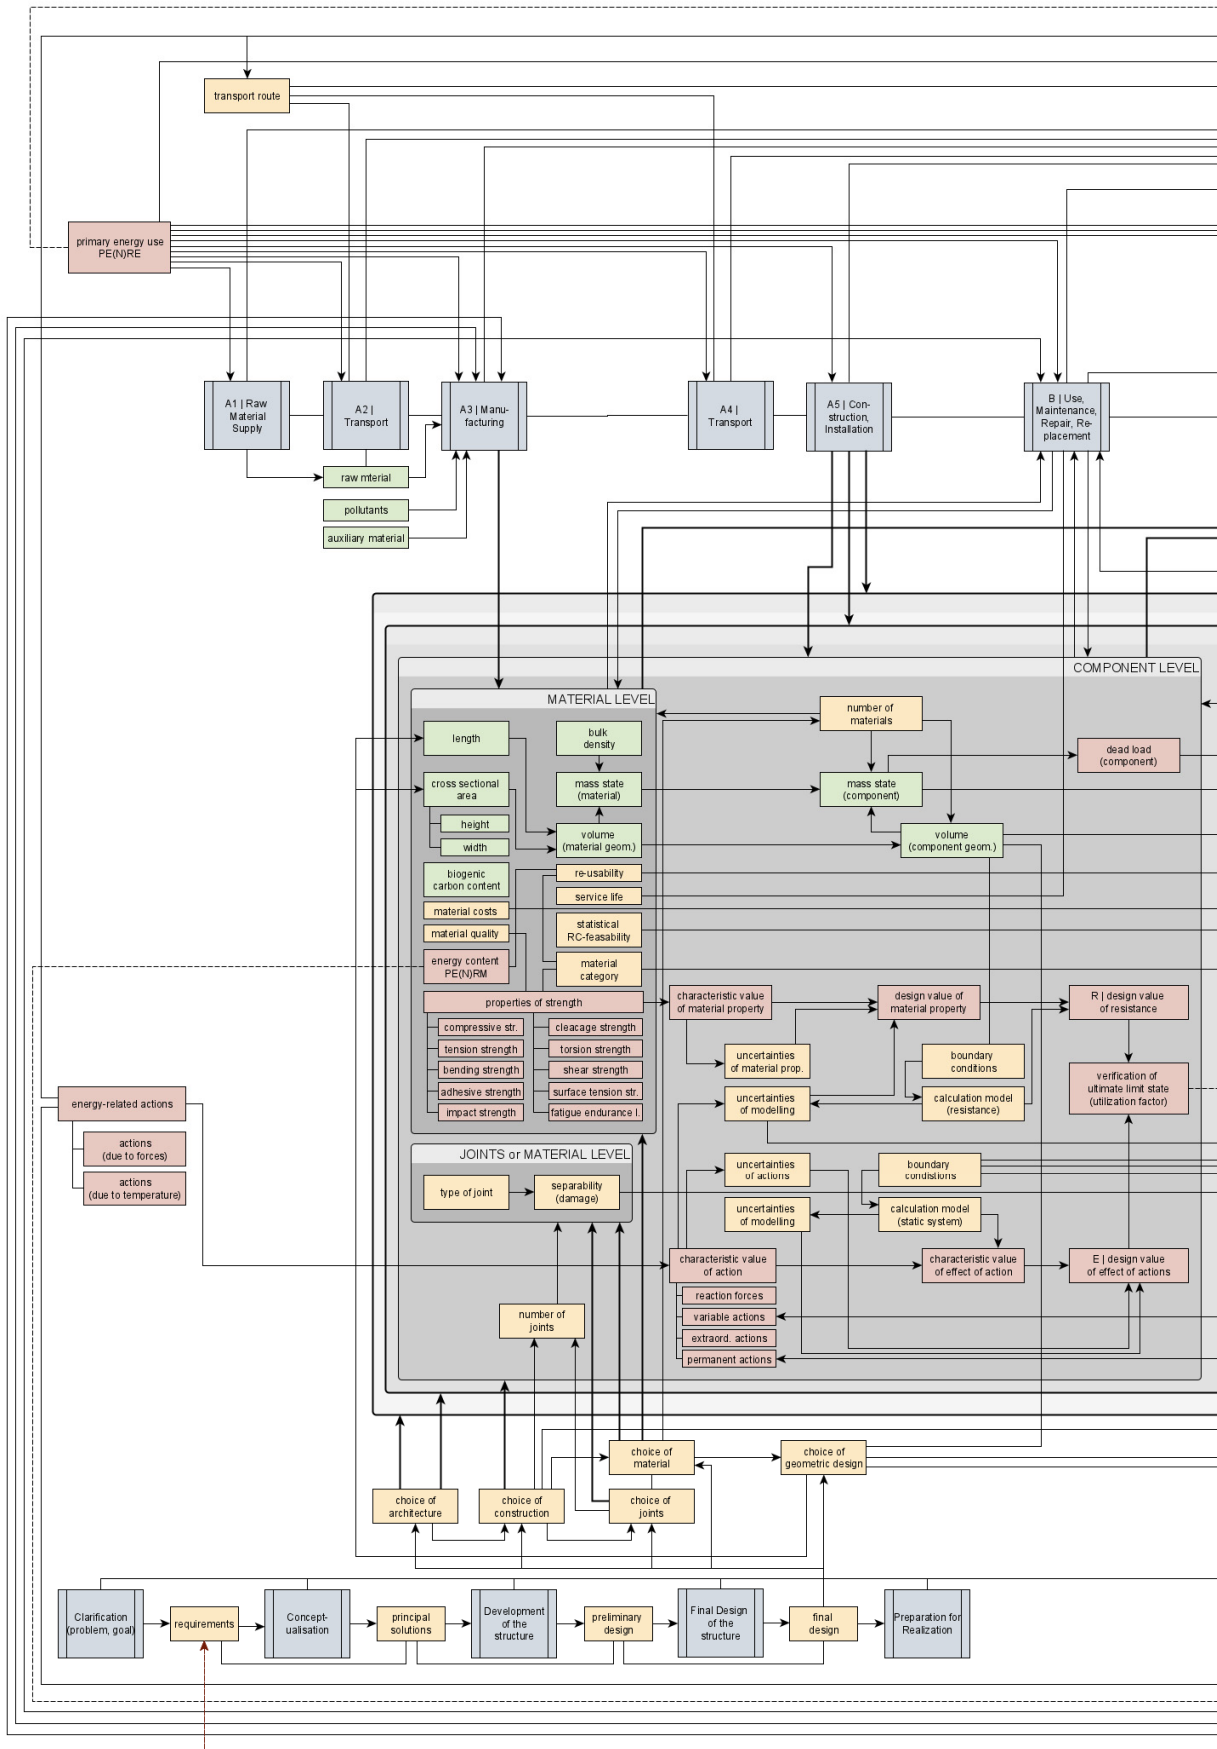 transport route
primary energy use
PE(N)RE
A1 | Raw
Material
Supply
A2 |
Transport
A3 | Manu-
facturing
A4 |
Transport
A5 | Con-
struction,
Installation
B | Use,
Maintenance,
Repair, Re-
placement
raw mterial
pollutants
auxiliary material
COMPONENT LEVEL
MATERIAL LEVEL
number of
materials
length
bulk
density
dead load
(component)
cross sectional
area
mass state
(material)
mass state
(component)
height
width
volume
(material geom.)
volume
(component geom.)
biogenic
carbon content
re-usability
service life
material costs
material quality
statistical
RC-feasability
energy content
PE(N)RM
material
category
properties of strength
characteristic value
of material property
design value of
material property
R | design value
of resistance
compressive str.
cleacage strength
tension strength
torsion strength
bending strength
shear strength
adhesive strength
surface tension str.
impact strength
fatigue endurance l.
uncertainties
of material prop.
boundary
conditions
verification of
ultimate limit state
(utilization factor)
uncertainties
of modelling
calculation model
(resistance)
energy-related actions
actions
(due to forces)
actions
(due to temperature)
JOINTS or MATERIAL LEVEL
type of joint
separability
(damage)
uncertainties
of actions
boundary
condistions
uncertainties
of modelling
calculation model
(static system)
characteristic value
of action
characteristic value
of effect of action
E | design value
of effect of actions
reaction forces
variable actions
extraord. actions
permanent actions
number of
joints
choice of
material
choice of
geometric design
choice of
architecture
choice of
construction
choice of
joints
Clarification
(problem, goal)
requirements
Concept-
ualisation
principal
solutions
Development
of the
structure
preliminary
design
Final Design
of the
structure
final
design
Preparation for
Realization